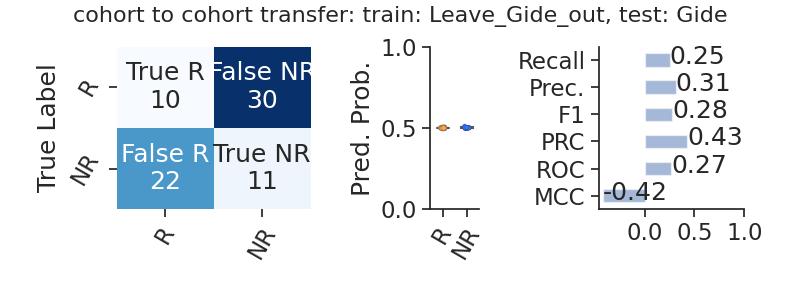 cohort to cohort transfer: train: Leave_Gide_out, test: Gide
True Label
R
NR
True R
10
False NR
30
False R
22
True NR
11
R
NR
Pred. Prob.
1.0
0.5
0.0
R
NR
Recall
0.25
Prec.
0.31
F1
0.28
PRC
0.43
ROC
0.27
MCC
-0.42
0.0 0.5 1.0